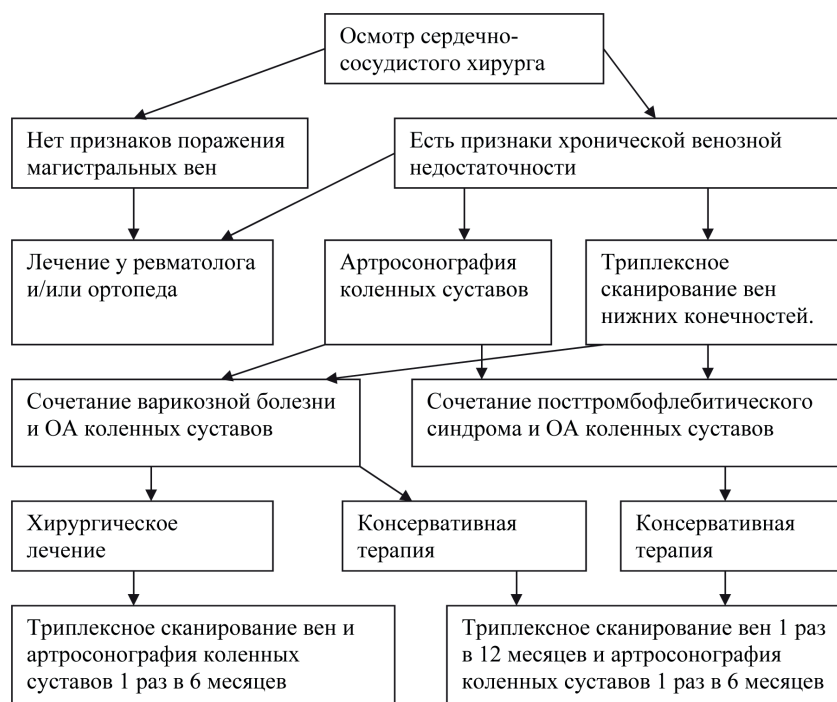 Осмотр сердечно-
сосудистого хирурга
Нет признаков поражения
магистральных вен
Есть признаки хронической венозной
недостаточности
Лечение у ревматолога
и/или ортопеда
Артросонография
коленных суставов
Триплексное
сканирование вен
нижних конечностей.
Сочетание варикозной болезни
и ОА коленных суставов
Сочетание посттромбофлебитического
синдрома и ОА коленных суставов
Хирургическое
лечение
Консервативная
терапия
Консервативная
терапия
Триплексное сканирование вен и
артросонография коленных
суставов 1 раз в 6 месяцев
Триплексное сканирование вен 1 раз
в 12 месяцев и артросонография
коленных суставов 1 раз в 6 месяцев